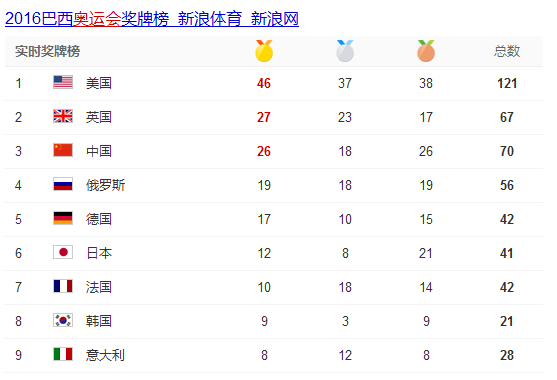 2016巴西奥运会奖牌榜_新浪体育_新浪网
实时奖牌榜 总数
1 美国 46 37 38 121
2 英国 27 23 17 67
3 中国 26 18 26 70
4 俄罗斯 19 18 19 56
5 德国 17 10 15 42
6 日本 12 8 21 41
7 法国 10 18 14 42
8 韩国 9 3 9 21
9 意大利 8 12 8 28